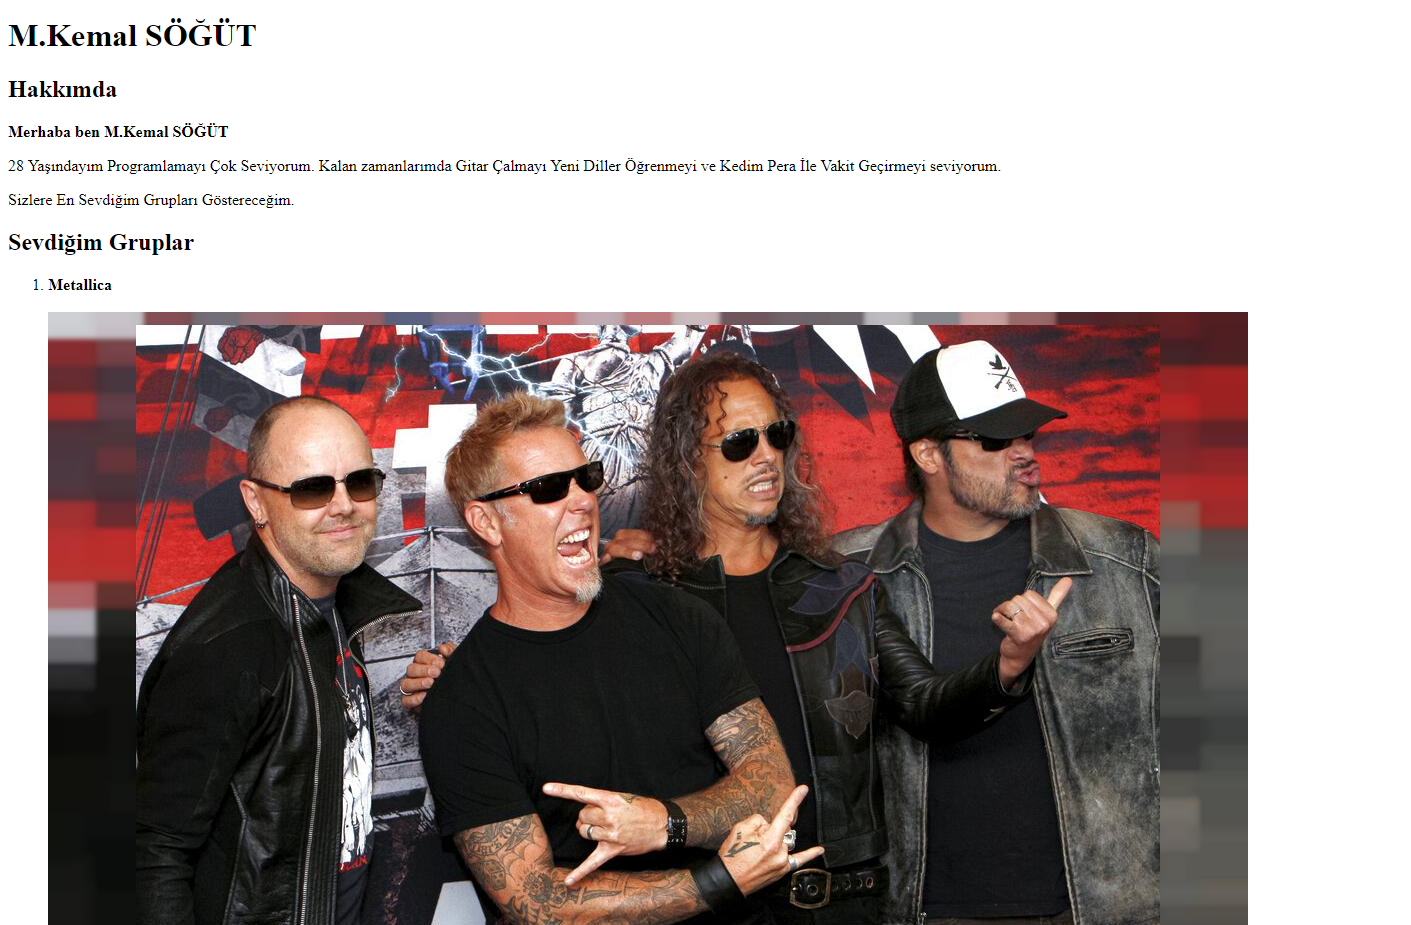 M.Kemal SÖĞÜT
Hakkımda
Merhaba ben M.Kemal SÖĞÜT
28 Yaşındayım Programlamayı Çok Seviyorum. Kalan zamanlarımda Gitar Çalmayı Yeni Diller Öğrenmeyi ve Kedim Pera İle Vakit Geçirmeyi seviyorum.
Sizlere En Sevdiğim Grupları Göstereceğim.
Sevdiğim Gruplar
1. Metallica